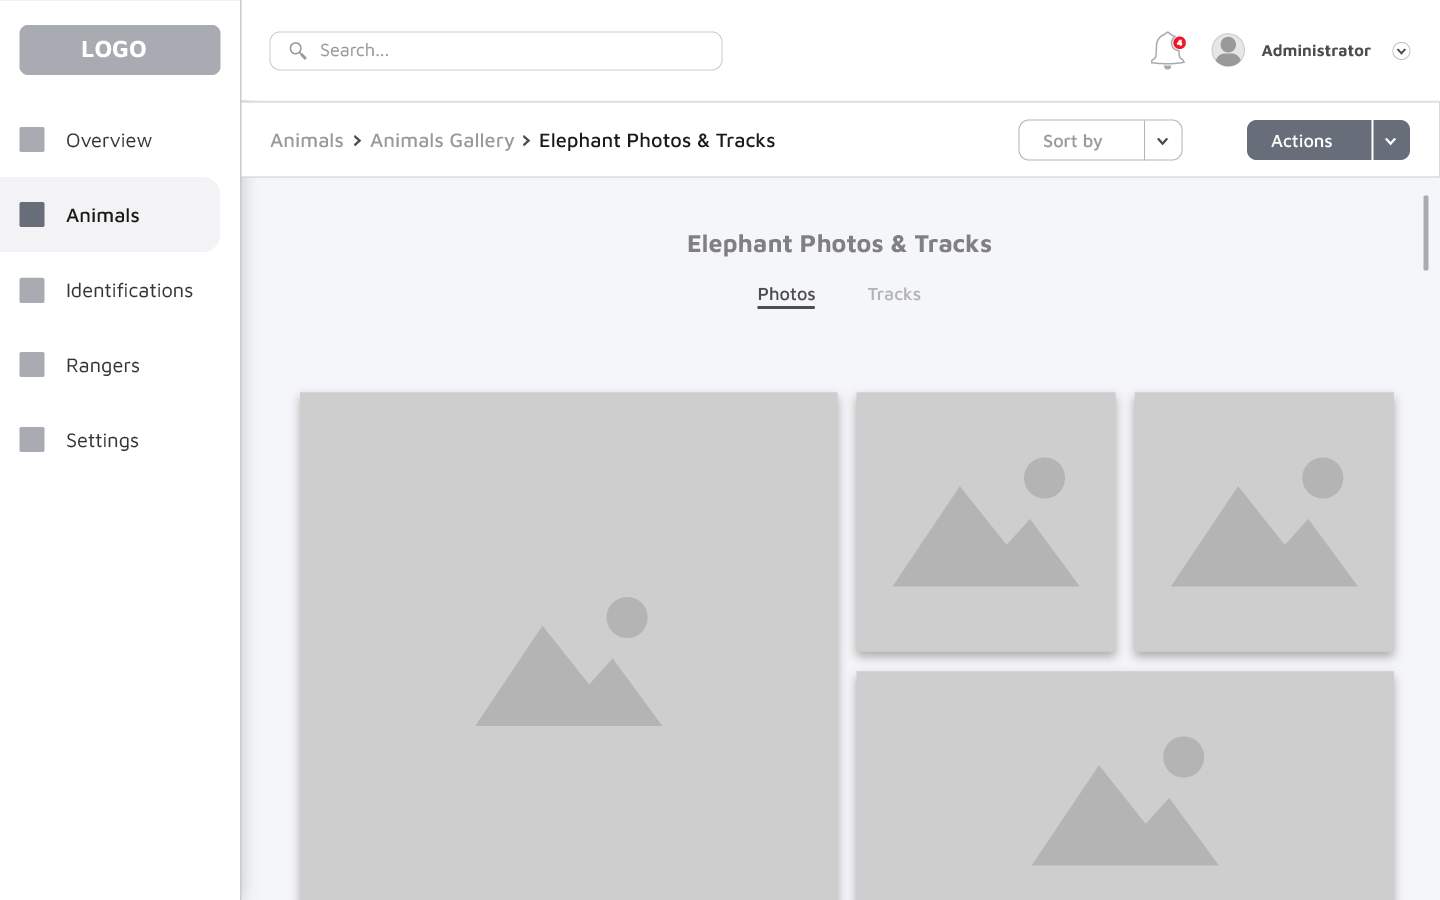 LOGO
Search...
4
Administrator
Overview
Animals
Identifications
Rangers
Settings
Animals > Animals Gallery > Elephant Photos & Tracks
Sort by
Actions
Elephant Photos & Tracks
Photos
Tracks